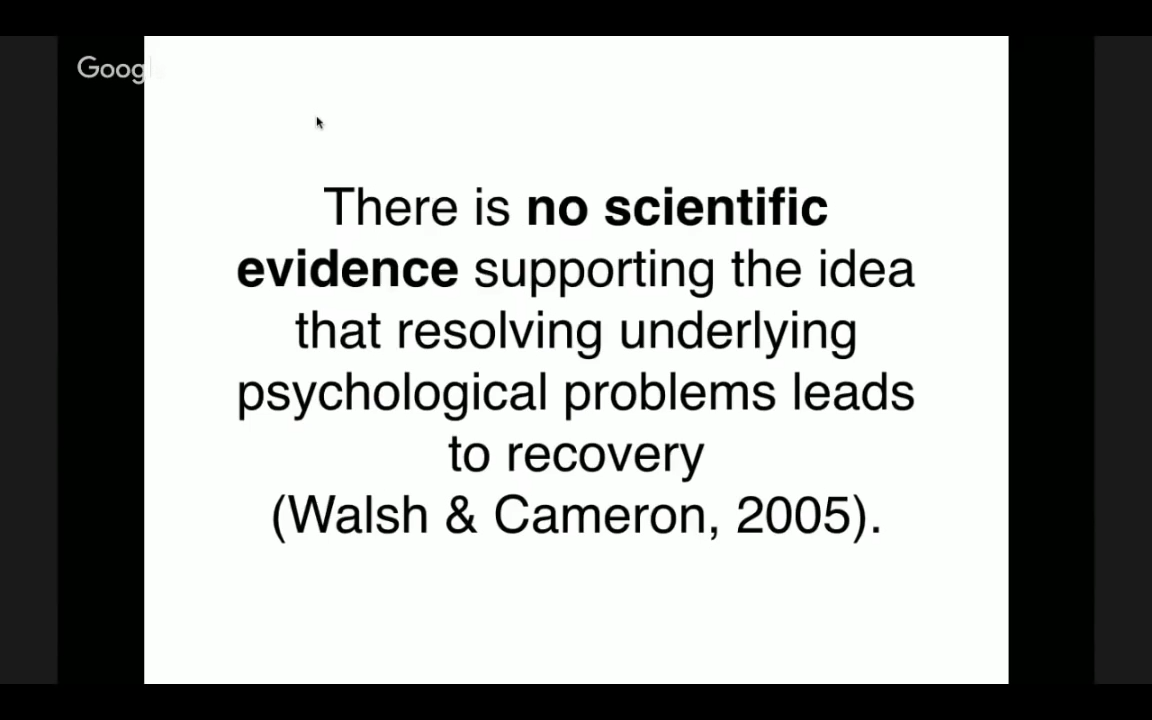 Google
There is no scientific
evidence supporting the idea
that resolving underlying
psychological problems leads
to recovery
(Walsh & Cameron, 2005).